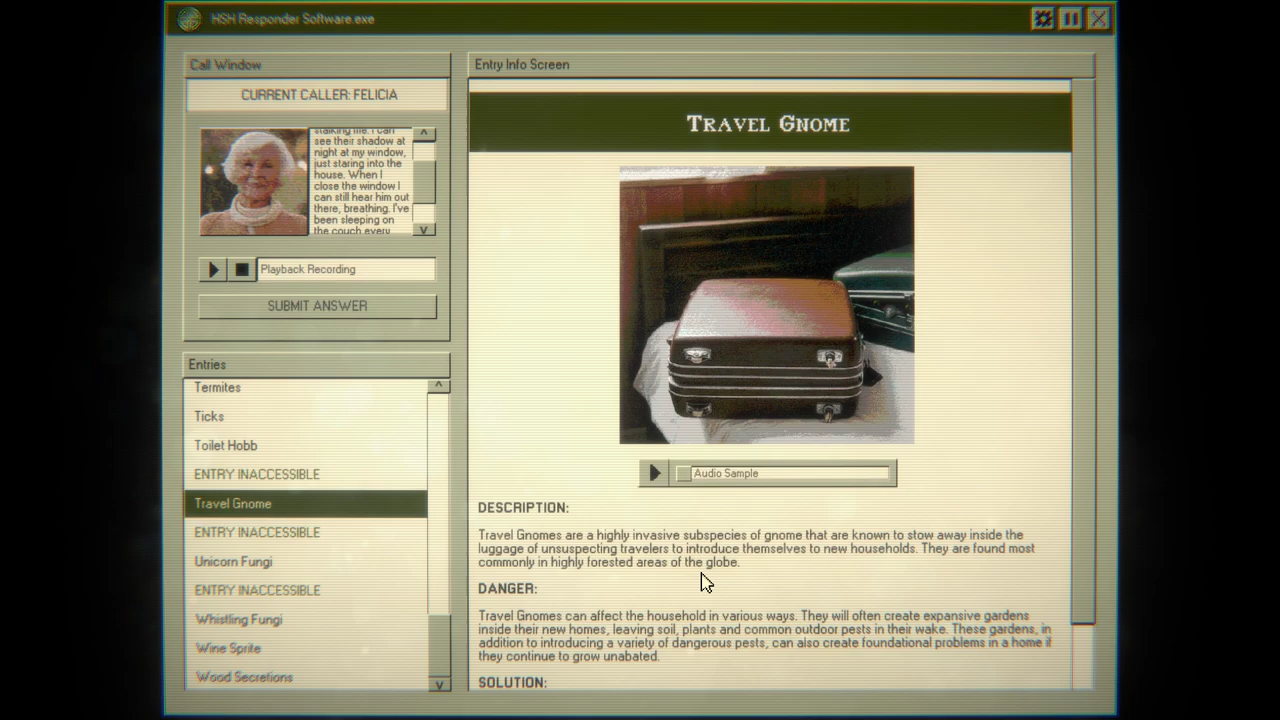 HSH Responder Software.exe
Call Window
CURRENT CALLER: FELICIA
stalking me. I can
see their shadow at
night at my window,
just staring into the
house. When I
close the window I
can still hear him out
there, breathing. I've
been sleeping on
the couch every
Playback Recording
SUBMIT ANSWER
Entries
Termites
Ticks
Toilet Hobb
ENTRY INACCESSIBLE
Travel Gnome
ENTRY INACCESSIBLE
Unicorn Fungi
ENTRY INACCESSIBLE
Whistling Fungi
Wine Sprite
Wood Secretions
Entry Info Screen
TRAVEL GNOME
Audio Sample
DESCRIPTION:
Travel Gnomes are a highly invasive subspecies of gnome that are known to stow away inside the
luggage of unsuspecting travelers to introduce themselves to new households. They are found most
commonly in highly forested areas of the globe.
DANGER:
Travel Gnomes can affect the household in various ways. They will often create expansive gardens
inside their new homes, leaving soil, plants and common outdoor pests in their wake. These gardens, in
addition to introducing a variety of dangerous pests, can also create foundational problems in a home if
they continue to grow unabated.
SOLUTION: